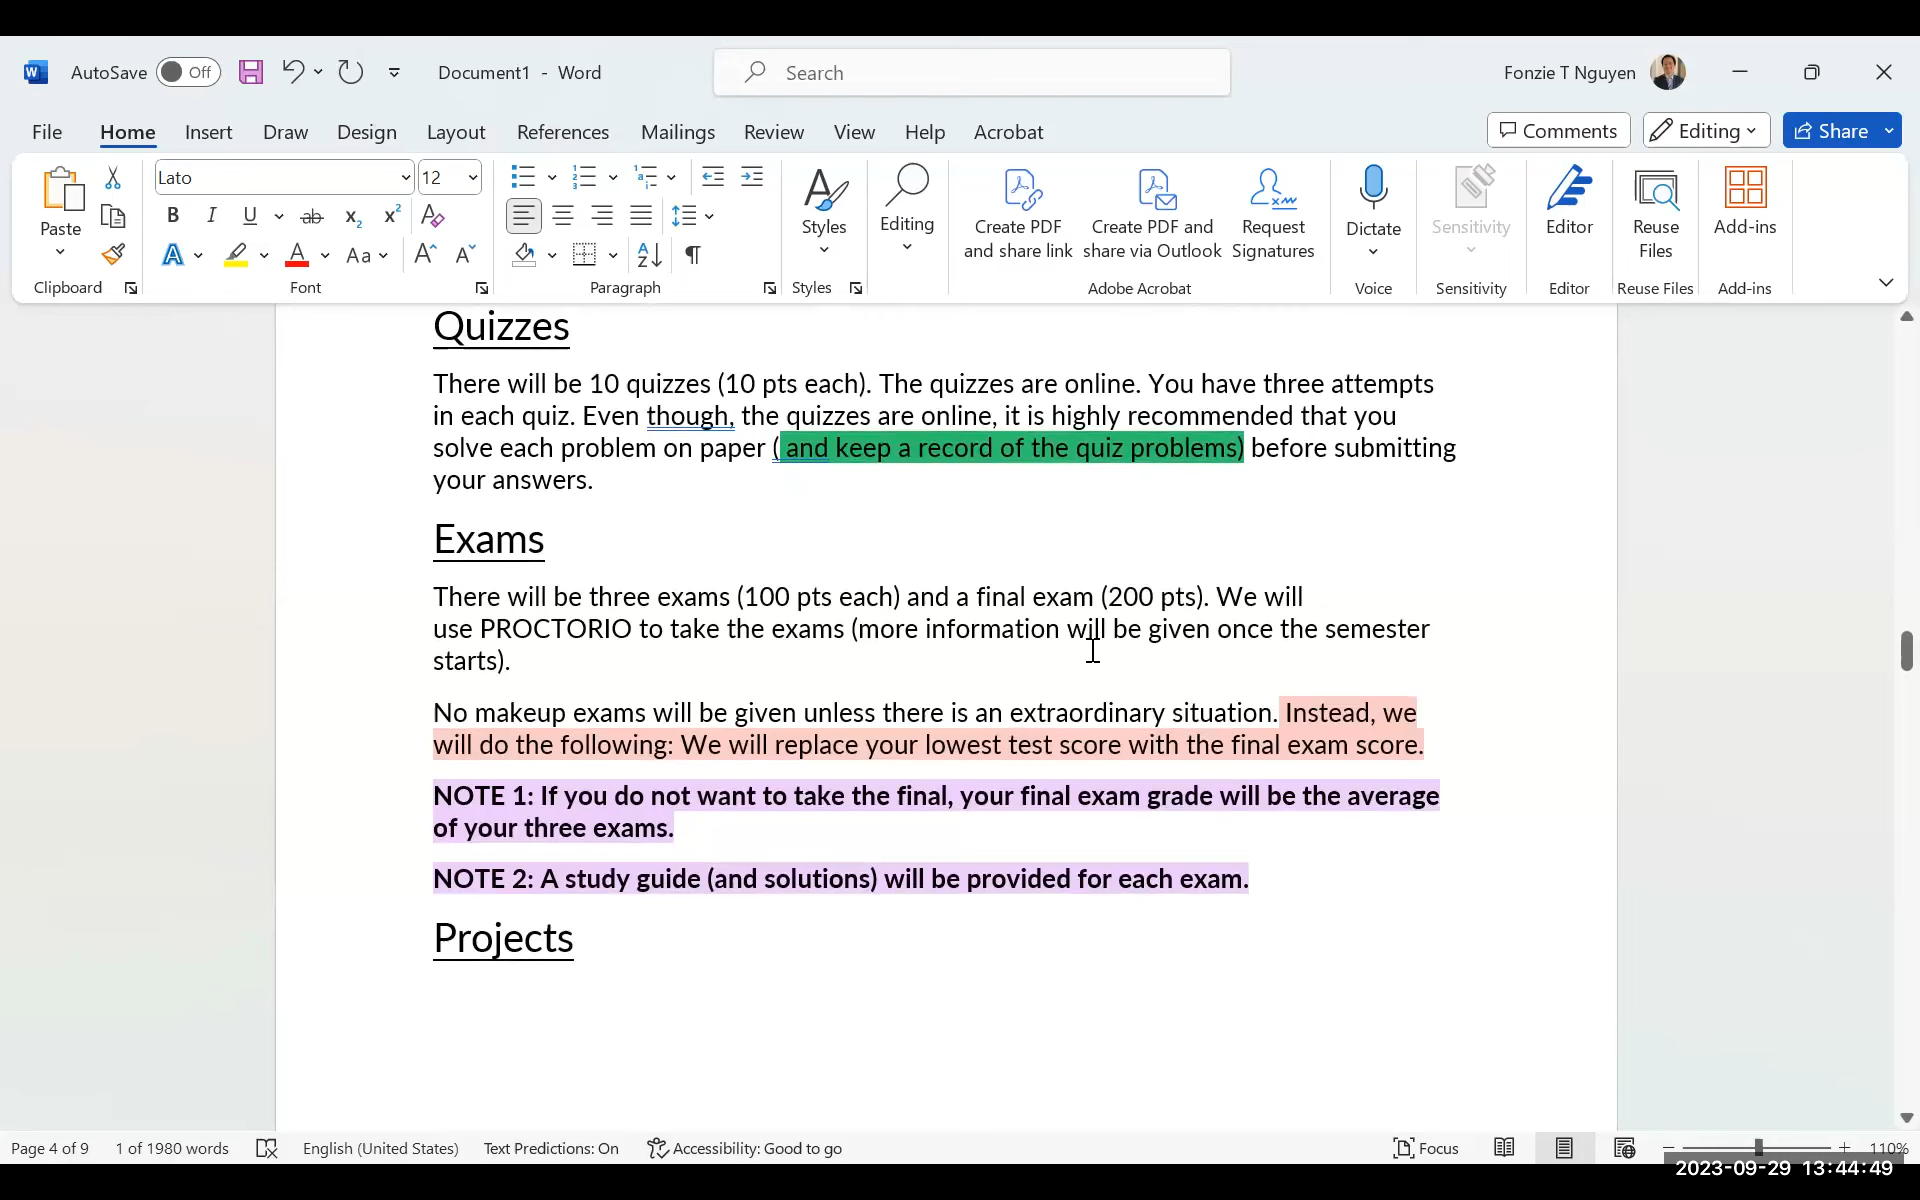 AutoSave Off Document1 - Word Search Fonzie T Nguyen
File Home Insert Draw Design Layout References Mailings Review View Help Acrobat Comments Editing Share
Lato 12
Paste
Styles
Editing
Create PDF and share link
Create PDF and share via Outlook
Request Signatures
Dictate
Sensitivity
Editor
Reuse Files
Add-ins
Clipboard Font Paragraph Styles Adobe Acrobat Voice Sensitivity Editor Reuse Files Add-ins
Quizzes
There will be 10 quizzes (10 pts each). The quizzes are online. You have three attempts
in each quiz. Even though, the quizzes are online, it is highly recommended that you
solve each problem on paper ( and keep a record of the quiz problems) before submitting
your answers.
Exams
There will be three exams (100 pts each) and a final exam (200 pts). We will
use PROCTORIO to take the exams (more information will be given once the semester
starts).
No makeup exams will be given unless there is an extraordinary situation. Instead, we
will do the following: We will replace your lowest test score with the final exam score.
NOTE 1: If you do not want to take the final, your final exam grade will be the average
of your three exams.
NOTE 2: A study guide (and solutions) will be provided for each exam.
Projects
Page 4 of 9 1 of 1980 words English (United States) Text Predictions: On Accessibility: Good to go Focus 110%
2023-09-29 13:44:49